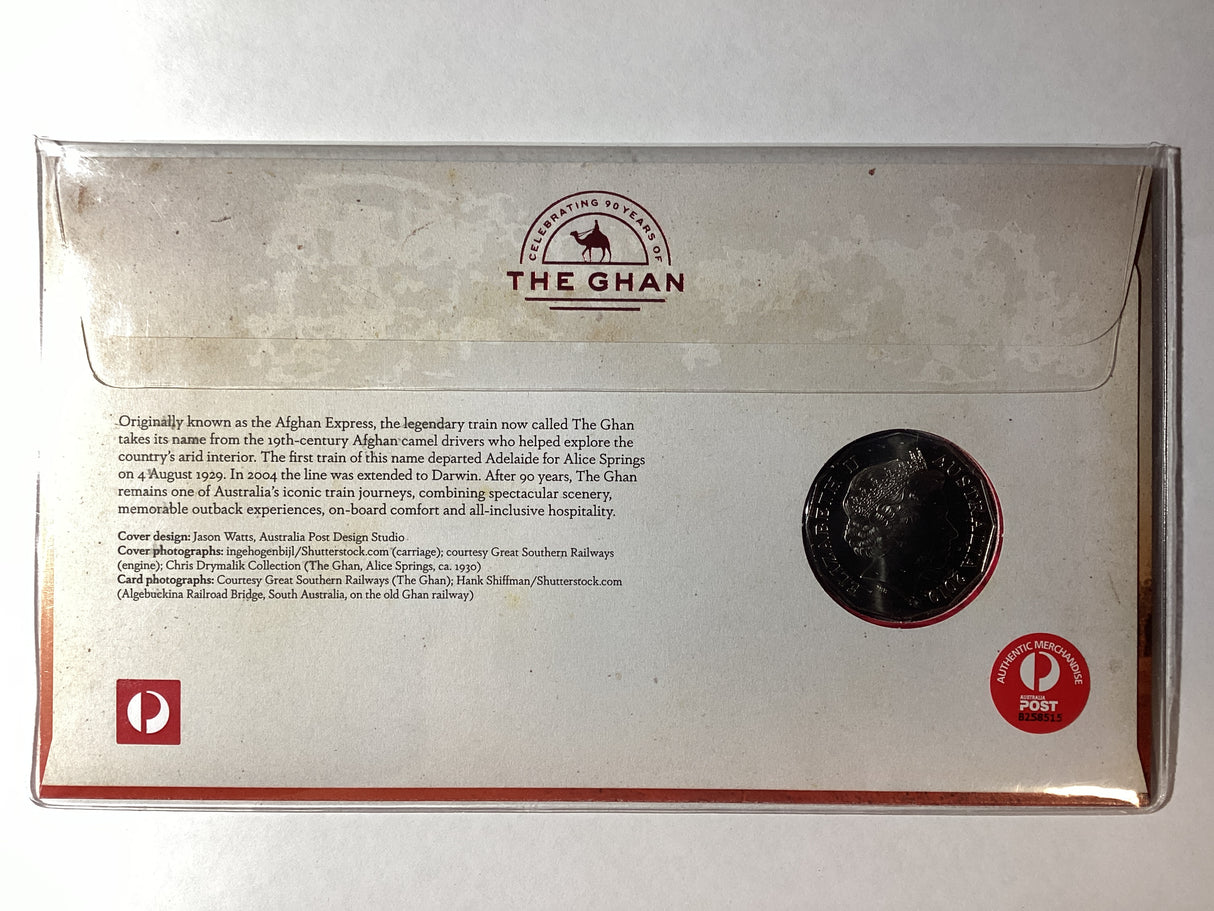 CELEBRATING 90 YEARS OF
THE GHAN
Originally known as the Afghan Express, the legendary train now called The Ghan
takes its name from the 19th-century Afghan camel drivers who helped explore the
country's arid interior. The first train of this name departed Adelaide for Alice Springs
on 4 August 1929. In 2004 the line was extended to Darwin. After 90 years, The Ghan
remains one of Australia's iconic train journeys, combining spectacular scenery,
memorable outback experiences, on-board comfort and all-inclusive hospitality.
Cover design: Jason Watts, Australia Post Design Studio
Cover photographs: ingehogenbijl/Shutterstock.com (carriage); courtesy Great Southern Railways
(engine); Chris Drymalik Collection (The Ghan, Alice Springs, ca. 1930)
Card photographs: Courtesy Great Southern Railways (The Ghan); Hank Shiffman/Shutterstock.com
(Algebuckina Railroad Bridge, South Australia, on the old Ghan railway)
ELIZABETH II
AUSTRALIA 2019
AUTHENTIC MERCHANDISE
AUSTRALIA
POST
B258515